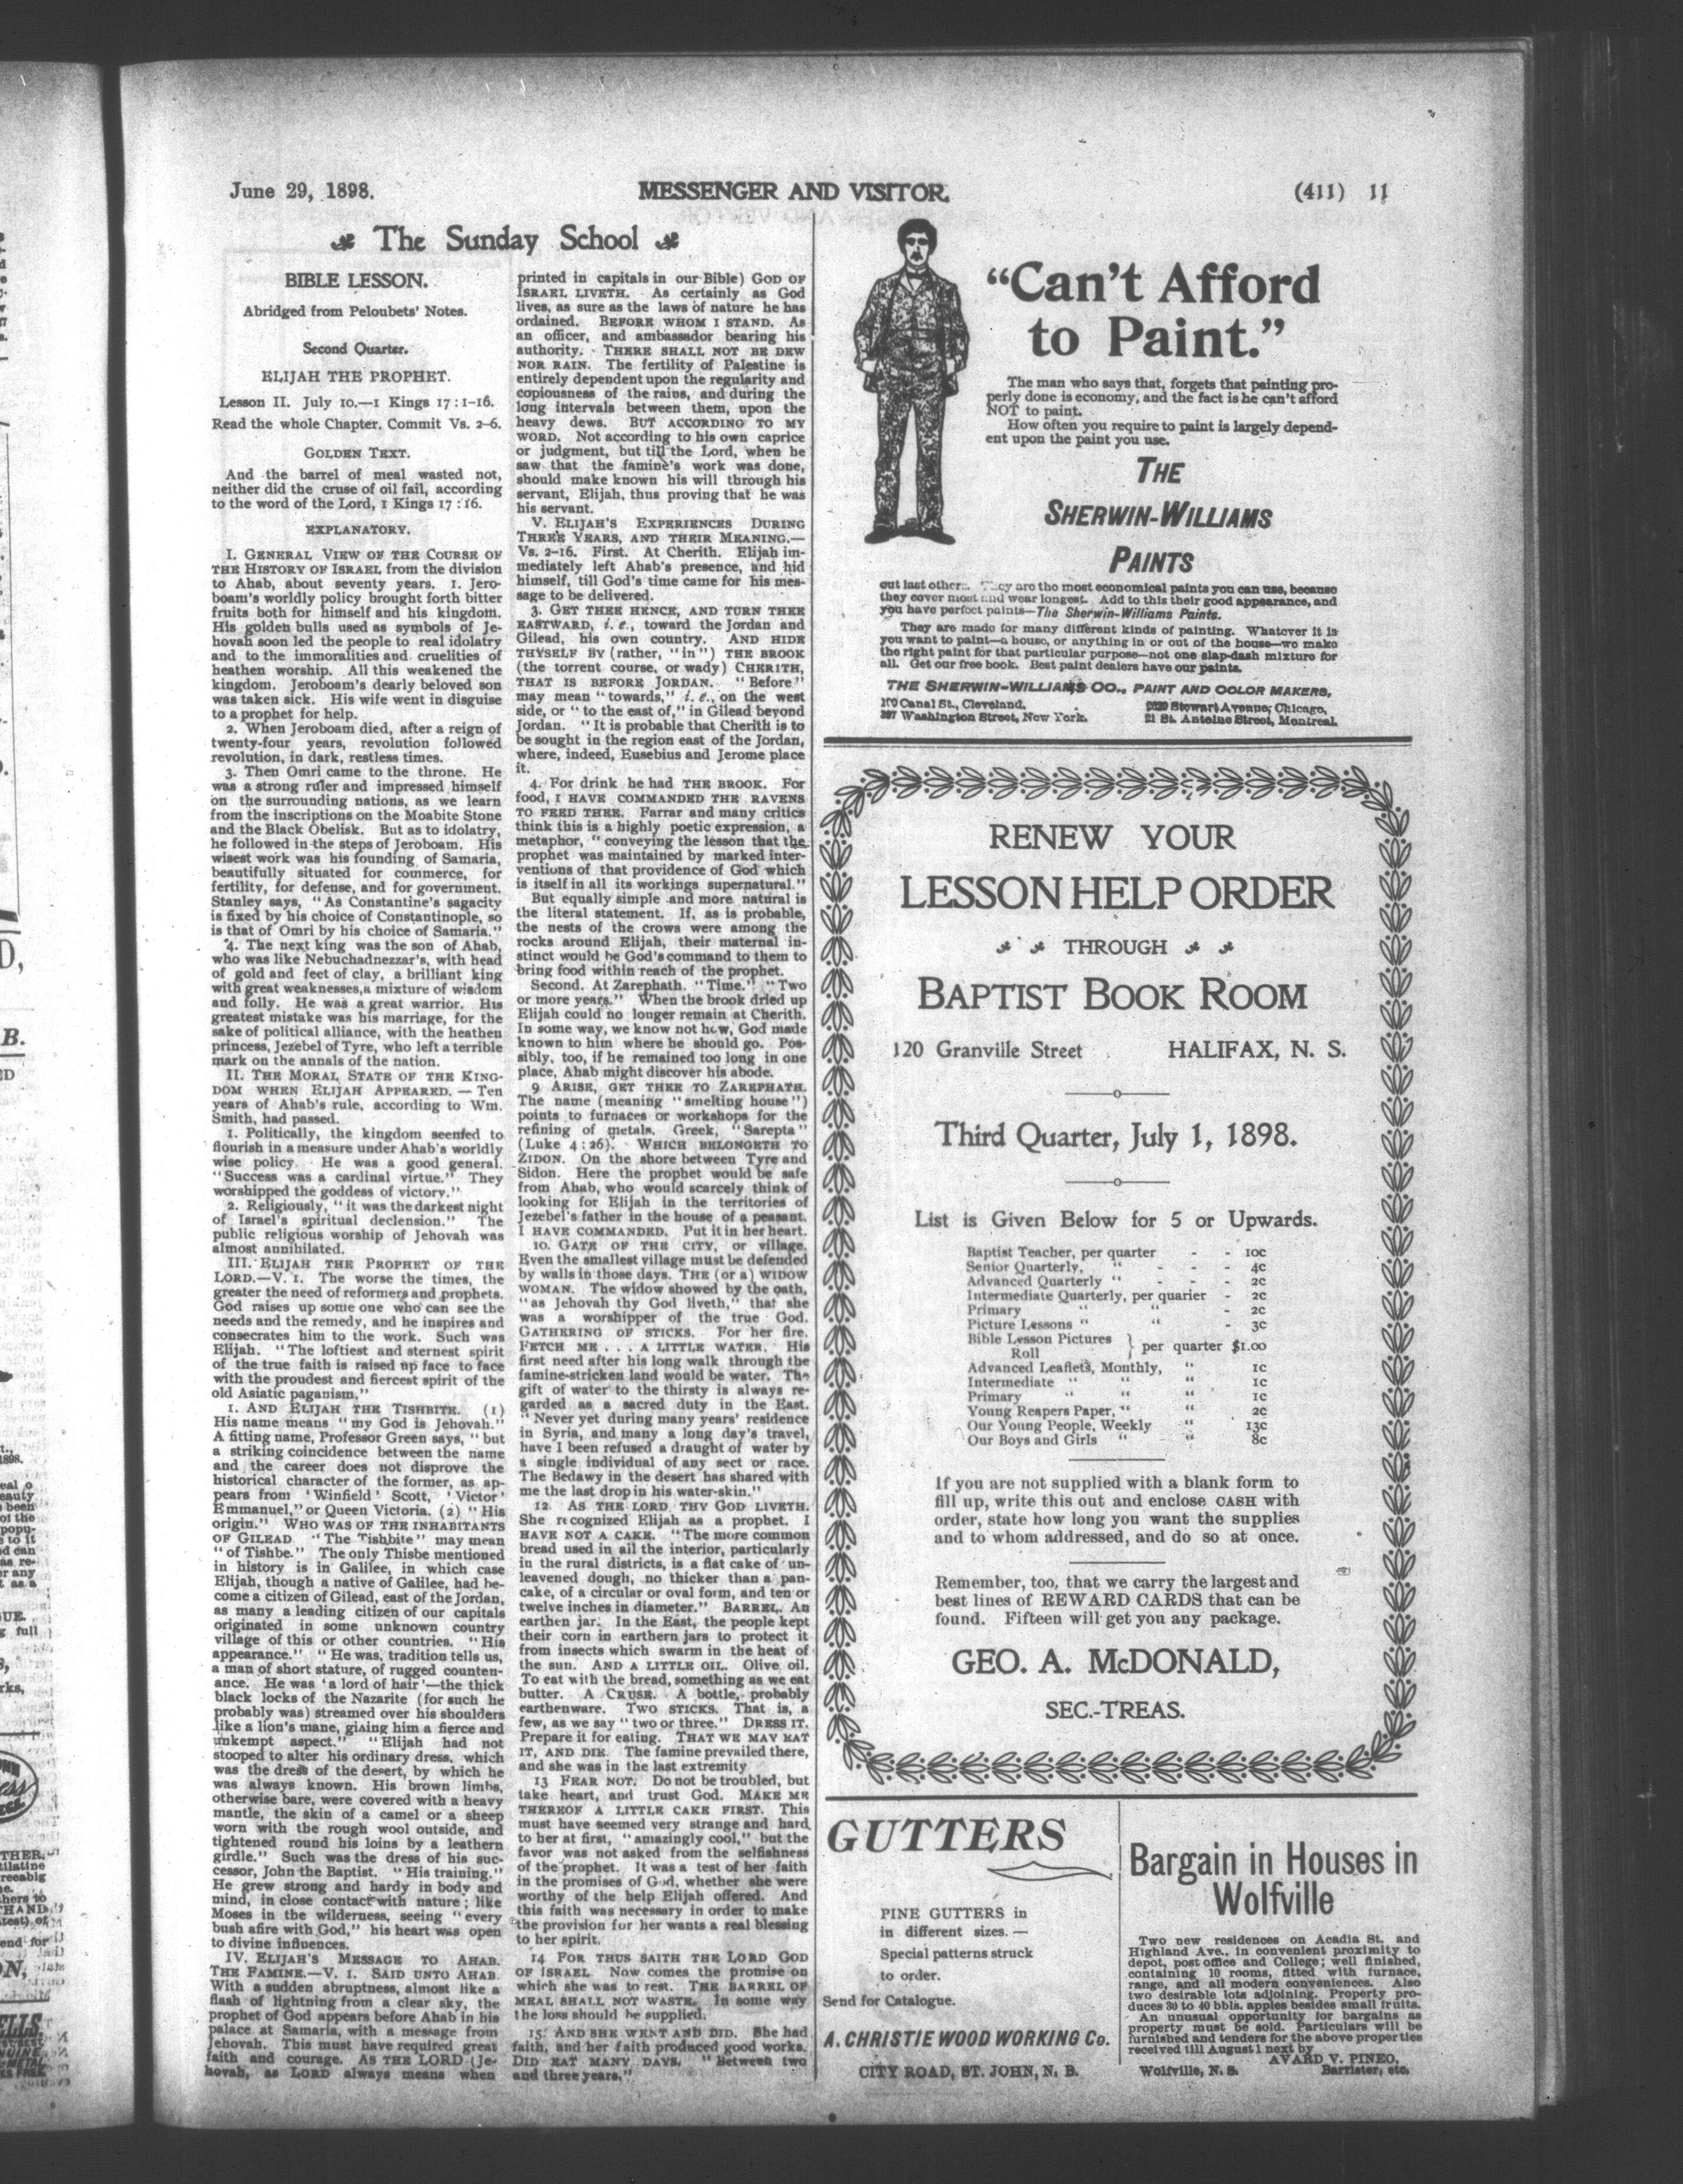 June 29, 1898.
MESSENGER AND VISITOR.
(411) 11
The Sunday School
BIBLE LESSON.
Abridged from Peloubets' Notes.
Second Quarter.
ELIJAH THE PROPHET.
Lesson II. July 10.—1 Kings 17:1-16.
Read the whole Chapter. Commit Vs. 2-6.
GOLDEN TEXT.
And the barrel of meal wasted not,
neither did the cruse of oil fail, according
to the word of the Lord, 1 Kings 17:16.
EXPLANATORY.
I. GENERAL VIEW OF THE COURSE OF
THE HISTORY OF ISRAEL from the division
to Ahab, about seventy years. 1. Jero-
boam's worldly policy brought forth bitter
fruits both for himself and his kingdom.
His golden bulls used as symbols of Je-
hovah soon led the people to real idolatry
and to the immoralities and cruelities of
heathen worship. All this weakened the
kingdom. Jeroboam's dearly beloved son
was taken sick. His wife went in disguise
to a prophet for help.
2. When Jeroboam died, after a reign of
twenty-four years, revolution followed
revolution, in dark, restless times.
3. Then Omri came to the throne. He
was a strong ruler and impressed himself
on the surrounding nations, as we learn
from the inscriptions on the Moabite Stone
and the Black Obelisk. But as to idolatry,
he followed in the steps of Jeroboam. His
wisest work was his founding of Samaria,
beautifully situated for commerce, for
fertility, for defense, and for government.
Stanley says, "As Constantine's sagacity
is fixed by his choice of Constantinople, so
is that of Omri by his choice of Samaria."
4. The next king was the son of Ahab,
who was like Nebuchadnezzar's, with head
of gold and feet of clay, a brilliant king
with great weaknesses, a mixture of wisdom
and folly. He was a great warrior. His
greatest mistake was his marriage, for the
sake of political alliance, with the heathen
princess, Jezebel of Tyre, who left a terrible
mark on the annals of the nation.
II. THE MORAL STATE OF THE KING-
DOM WHEN ELIJAH APPEARED.—Ten
years of Ahab's rule, according to Wm.
Smith, had passed.
1. Politically, the kingdom seemed to
flourish in a measure under Ahab's worldly
wise policy. He was a good general.
"Success was a cardinal virtue." They
worshipped the goddess of victory."
2. Religiously, "it was the darkest night
of Israel's spiritual declension." The
public religious worship of Jehovah was
almost annihilated.
III. ELIJAH THE PROPHET OF THE
LORD.—V. 1. The worse the times, the
greater the need of reformers and prophets.
God raises up some one who can see the
needs and the remedy, and he inspires and
consecrates him to the work. Such was
Elijah. "The loftiest and sternest spirit
of the true faith is raised up face to face
with the proudest and fiercest spirit of the
old Asiatic paganism."
1. AND ELIJAH THE TISHBITE. (1)
His name means "my God is Jehovah."
A fitting name, Professor Green says, "but
a striking coincidence between the name
and the career does not disprove the
historical character of the former, as ap-
pears from 'Winfield' Scott, 'Victor'
Emmanuel," or Queen Victoria. (2) "His
origin." WHO WAS OF THE INHABITANTS
OF GILEAD "The Tishbite" may mean
"of Tishbe." The only Thisbe mentioned
in history is in Galilee, in which case
Elijah, though a native of Galilee, had be-
come a citizen of Gilead, east of the Jordan,
as many a leading citizen of our capitals
originated in some unknown country
village of this or other countries. "His
appearance." "He was, tradition tells us,
a man of short stature, of rugged counten-
ance. He was 'a lord of hair'—the thick
black locks of the Nazarite (for such he
probably was) streamed over his shoulders
like a lion's mane, giving him a fierce and
unkempt aspect." "Elijah had not
stooped to alter his ordinary dress, which
was the dress of the desert, by which he
was always known. His brown limbs,
otherwise bare, were covered with a heavy
mantle, the skin of a camel or a sheep
worn with the rough wool outside, and
tightened round his loins by a leathern
girdle." Such was the dress of his suc-
cessor, John the Baptist. "His training."
He grew strong and hardy in body and
mind, in close contact with nature; like
Moses in the wilderness, seeing "every
bush afire with God," his heart was open
to divine influences.
IV. ELIJAH'S MESSAGE TO AHAB.
THE FAMINE.—V. 1. SAID UNTO AHAB.
With a sudden abruptness, almost like a
flash of lightning from a clear sky, the
prophet of God appears before Ahab in his
palace at Samaria, with a message from
Jehovah. This must have required great
faith and courage. AS THE LORD (Je-
hovah, as LORD always means when
printed in capitals in our Bible) GOD OF
ISRAEL LIVETH. As certainly as God
lives, as sure as the laws of nature he has
ordained. BEFORE WHOM I STAND. As
an officer, and ambassador bearing his
authority. THERE SHALL NOT BE DEW
NOR RAIN. The fertility of Palestine is
entirely dependent upon the regularity and
copiousness of the rains, and during the
long intervals between them, upon the
heavy dews. BUT ACCORDING TO MY
WORD. Not according to his own caprice
or judgment, but till the Lord, when he
saw that the famine's work was done,
should make known his will through his
servant, Elijah, thus proving that he was
his servant.
V. ELIJAH'S EXPERIENCES DURING
THREE YEARS, AND THEIR MEANING.—
Vs. 2-16. First. At Cherith. Elijah im-
mediately left Ahab's presence, and hid
himself, till God's time came for his mes-
sage to be delivered.
3. GET THEE HENCE, AND TURN THEE
EASTWARD, i. e., toward the Jordan and
Gilead, his own country. AND HIDE
THYSELF BY (rather, "in") THE BROOK
(the torrent course, or wady) CHERITH,
THAT IS BEFORE JORDAN. "Before"
may mean "towards," i. e., on the west
side, or "to the east of," in Gilead beyond
Jordan. "It is probable that Cherith is to
be sought in the region east of the Jordan,
where, indeed, Eusebius and Jerome place
it.
4. For drink he had THE BROOK. For
food, I HAVE COMMANDED THE RAVENS
TO FEED THEE. Farrar and many critics
think this is a highly poetic expression, a
metaphor, "conveying the lesson that the
prophet was maintained by marked inter-
ventions of that providence of God which
is itself in all its workings supernatural."
But equally simple and more natural is
the literal statement. If, as is probable,
the nests of the crows were among the
rocks around Elijah, their maternal in-
stinct would be God's command to them to
bring food within reach of the prophet.
Second. At Zarephath. "Time." "Two
or more years." When the brook dried up
Elijah could no longer remain at Cherith.
In some way, we know not how, God made
known to him where he should go. Pos-
sibly, too, if he remained too long in one
place, Ahab might discover his abode.
9 ARISE, GET THEE TO ZAREPHATH.
The name (meaning "smelting house")
points to furnaces or workshops for the
refining of metals. Greek, "Sarepta"
(Luke 4:26). WHICH BELONGETH TO
ZIDON. On the shore between Tyre and
Sidon. Here the prophet would be safe
from Ahab, who would scarcely think of
looking for Elijah in the territories of
Jezebel's father in the house of a peasant.
I HAVE COMMANDED. Put it in her heart.
10. GATE OF THE CITY, or village.
Even the smallest village must be defended
by walls in those days. THE (or a) WIDOW
WOMAN. The widow showed by the oath,
"as Jehovah thy God liveth," that she
was a worshipper of the true God.
GATHERING OF STICKS. For her fire.
FETCH ME . . . A LITTLE WATER. His
first need after his long walk through the
famine-stricken land would be water. The
gift of water to the thirsty is always re-
garded as a sacred duty in the East.
"Never yet during many years' residence
in Syria, and many a long day's travel,
have I been refused a draught of water by
a single individual of any sect or race.
The Bedawy in the desert has shared with
me the last drop in his water-skin."
12. AS THE LORD THY GOD LIVETH.
She recognized Elijah as a prophet. I
HAVE NOT A CAKE. "The more common
bread used in all the interior, particularly
in the rural districts, is a flat cake of un-
leavened dough, no thicker than a pan-
cake, of a circular or oval form, and ten or
twelve inches in diameter." BARREL. An
earthen jar. In the East, the people kept
their corn in earthern jars to protect it
from insects which swarm in the heat of
the sun. AND A LITTLE OIL. Olive oil.
To eat with the bread, something as we eat
butter. A CRUSE. A bottle, probably
earthenware. TWO STICKS. That is, a
few, as we say "two or three." DRESS IT.
Prepare it for eating. THAT WE MAY EAT
IT, AND DIE. The famine prevailed there,
and she was in the last extremity
13 FEAR NOT. Do not be troubled, but
take heart, and trust God. MAKE ME
THEREOF A LITTLE CAKE FIRST. This
must have seemed very strange and hard
to her at first, "amazingly cool," but the
favor was not asked from the selfishness
of the prophet. It was a test of her faith
in the promises of God, whether she were
worthy of the help Elijah offered. And
this faith was necessary in order to make
the provision for her wants a real blessing
to her spirit.
14 FOR THUS SAITH THE LORD GOD
OF ISRAEL. Now comes the promise on
which she was to rest. THE BARREL OF
MEAL SHALL NOT WASTE. In some way
the loss should be supplied.
15. AND SHE WENT AND DID. She had
faith, and her faith produced good works.
DID EAT MANY DAYS. "Between two
and three years."
"Can't Afford
to Paint."
The man who says that, forgets that painting pro-
perly done is economy, and the fact is he can't afford
NOT to paint.
How often you require to paint is largely depend-
ent upon the paint you use.
THE
SHERWIN-WILLIAMS
PAINTS
out last others. They are the most economical paints you can use, because
they cover most and wear longest. Add to this their good appearance, and
you have perfect paints—The Sherwin-Williams Paints.
They are made for many different kinds of painting. Whatever it is
you want to paint—a house, or anything in or out of the house—we make
the right paint for that particular purpose—not one slap-dash mixture for
all. Get our free book. Best paint dealers have our paints.
THE SHERWIN-WILLIAMS CO., PAINT AND COLOR MAKERS,
100 Canal St., Cleveland. 2629 Stewart Avenue, Chicago,
397 Washington Street, New York. 21 St. Antoine Street, Montreal.
RENEW YOUR
LESSON HELP ORDER
THROUGH
BAPTIST BOOK ROOM
120 Granville Street HALIFAX, N. S.
Third Quarter, July 1, 1898.
List is Given Below for 5 or Upwards.
Baptist Teacher, per quarter - - 10c
Senior Quarterly, " - - - 4c
Advanced Quarterly " - - - 2c
Intermediate Quarterly, per quarier - 2c
Primary " " - 2c
Picture Lessons " " - 3c
Bible Lesson Pictures
Roll } per quarter $1.00
Advanced Leaflets, Monthly, " 1c
Intermediate " " " 1c
Primary " " " 1c
Young Reapers Paper, " " 2c
Our Young People, Weekly " 13c
Our Boys and Girls " " 8c
If you are not supplied with a blank form to
fill up, write this out and enclose CASH with
order, state how long you want the supplies
and to whom addressed, and do so at once.
Remember, too, that we carry the largest and
best lines of REWARD CARDS that can be
found. Fifteen will get you any package.
GEO. A. McDONALD,
SEC.-TREAS.
GUTTERS
PINE GUTTERS in
in different sizes. —
Special patterns struck
to order.
Send for Catalogue.
A. CHRISTIE WOOD WORKING Co.
CITY ROAD, ST. JOHN, N. B.
Bargain in Houses in
Wolfville
Two new residences on Acadia St. and
Highland Ave., in convenient proximity to
depot, post office and College; well finished,
containing 10 rooms, fitted with furnace,
range, and all modern conveniences. Also
two desirable lots adjoining. Property pro-
duces 30 to 40 bbls. apples besides small fruits.
An unusual opportunity for bargains as
property must be sold. Particulars will be
furnished and tenders for the above properties
received till August 1 next by
AVARD V. PINEO,
Wolfville, N. S. Barrister, etc.